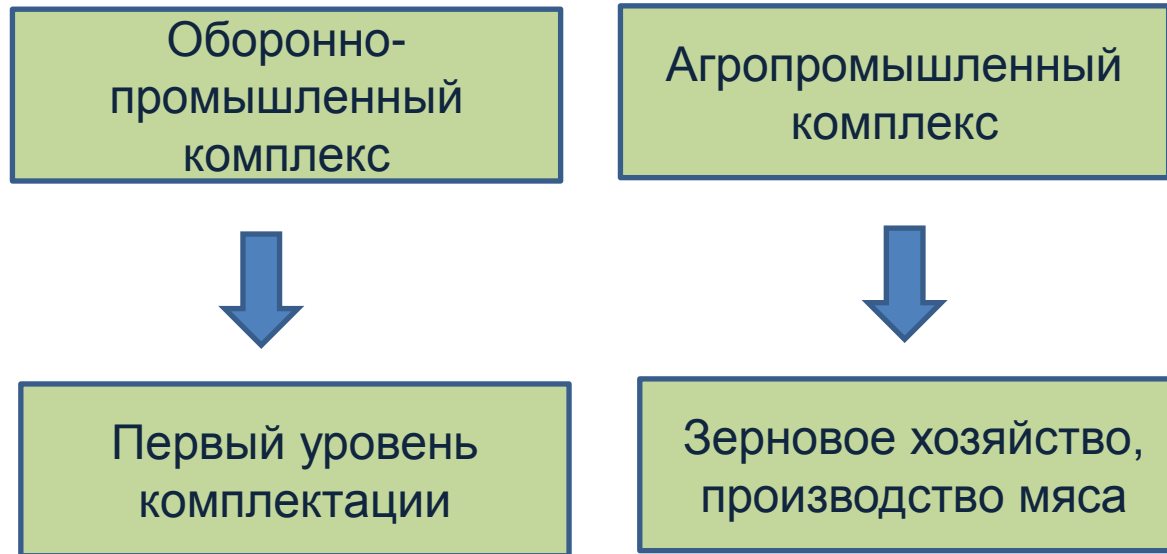 Оборонно-
промышленный
комплекс
Агропромышленный
комплекс
Первый уровень
комплектации
Зерновое хозяйство,
производство мяса